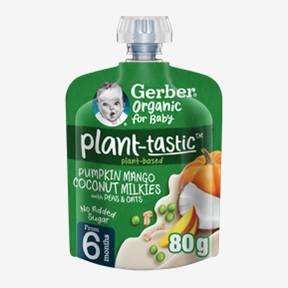 Gerber
Organic
for Baby
plant-tastic™
plant-based
PUMPKIN MANGO
COCONUT MILKIES
with PEAS & OATS
No Added
Sugar
From
6
months
80g